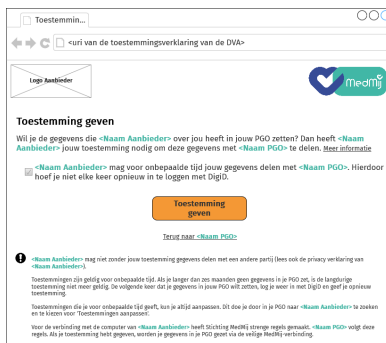 Toestemmin...
<uri van de toestemmingsverklaring van de DVA>
Logo Aanbieder
MedMij
Toestemming geven
Wil je de gegevens die <Naam Aanbieder> over jou heeft in jouw PGO zetten? Dan heeft <Naam
Aanbieder> jouw toestemming nodig om deze gegevens met <Naam PGO> te delen. Meer informatie
<Naam Aanbieder> mag voor onbepaalde tijd jouw gegevens delen met <Naam PGO>. Hierdoor
hoef je niet elke keer opnieuw in te loggen met DigiD.
Toestemming
geven
Terug naar <Naam PGO>
<Naam Aanbieder> mag niet zonder jouw toestemming gegevens delen met een andere partij (lees ook de privacy verklaring van
<Naam Aanbieder>).
Toestemmingen zijn geldig voor onbepaalde tijd. Als je langer dan zes maanden geen gegevens in je PGO zet, is de langdurige
toestemming niet meer geldig. De volgende keer dat je gegevens in jouw PGO wilt zetten, log je weer in met DigiD en geef je opnieuw
toestemming.
Toestemmingen die je voor onbepaalde tijd geeft, kun je altijd aanpassen. Dit doe je door in je PGO naar <Naam Aanbieder> te zoeken
en te kiezen voor 'Toestemmingen aanpassen'.
Voor de verbinding met de computer van <Naam Aanbieder> heeft Stichting MedMij strenge regels gemaakt. <Naam PGO> volgt deze
regels. Als je toestemming hebt gegeven, worden je gegevens in je PGO gezet via de veilige MedMij-verbinding.